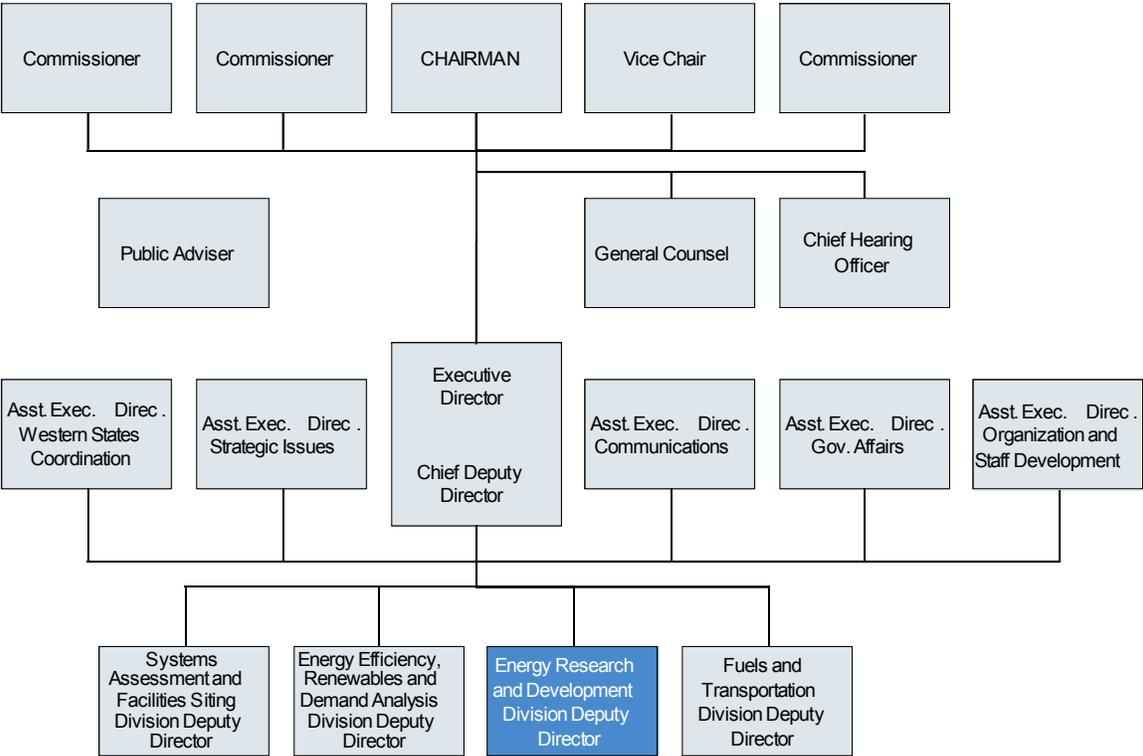 Commissioner
Commissioner
CHAIRMAN
Vice Chair
Commissioner
Public Adviser
General Counsel
Chief Hearing
Officer
Executive
Director
Chief Deputy
Director
Asst. Exec. Direc .
Western States
Coordination
Asst. Exec. Direc .
Strategic Issues
Asst. Exec. Direc .
Communications
Asst. Exec. Direc .
Gov. Affairs
Asst. Exec. Direc .
Organization and
Staff Development
Systems
Assessment and
Facilities Siting
Division Deputy
Director
Energy Efficiency,
Renewables and
Demand Analysis
Division Deputy
Director
Energy Research
and Development
Division Deputy
Director
Fuels and
Transportation
Division Deputy
Director